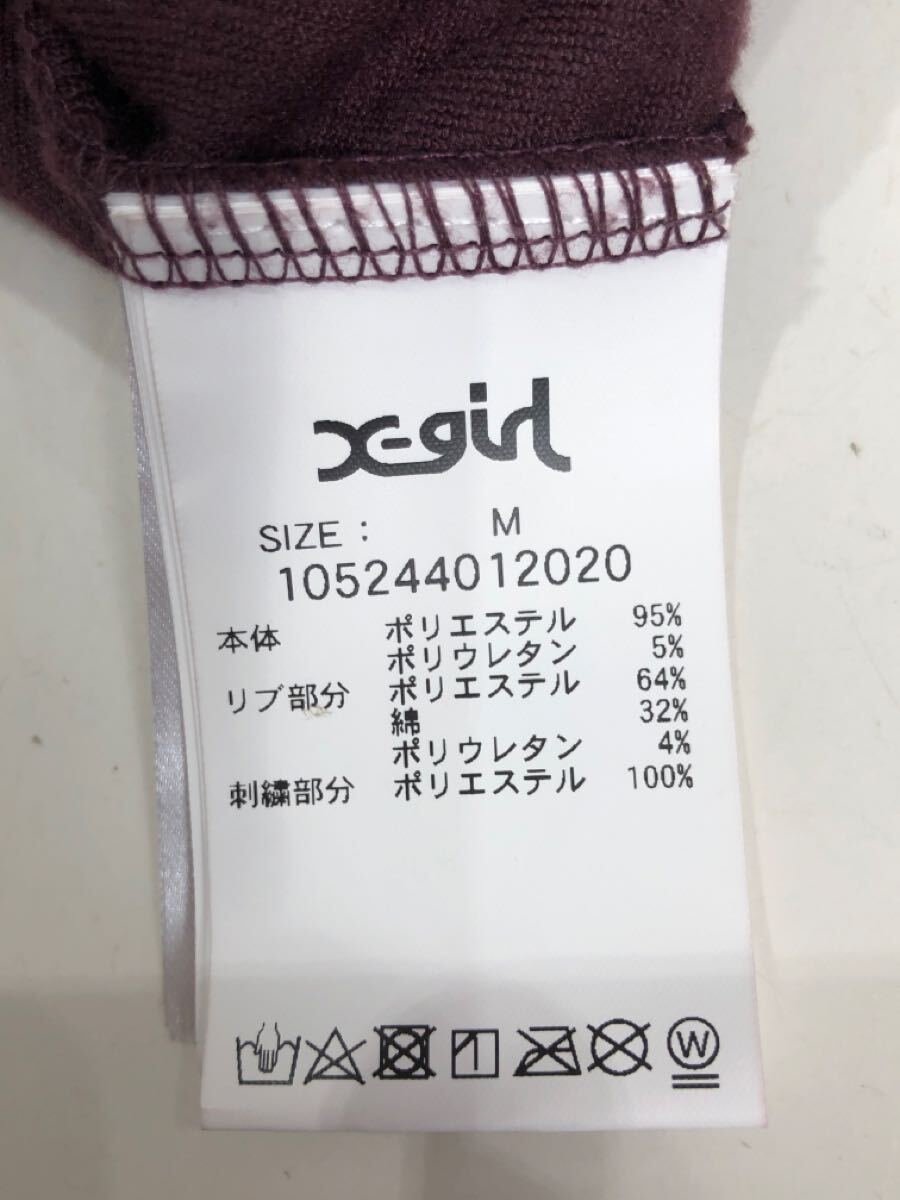 X-girl
SIZE : M
105244012020
本体 ポリエステル 95%
ポリウレタン 5%
リブ部分 ポリエステル 64%
綿 32%
ポリウレタン 4%
刺繍部分 ポリエステル 100%
W